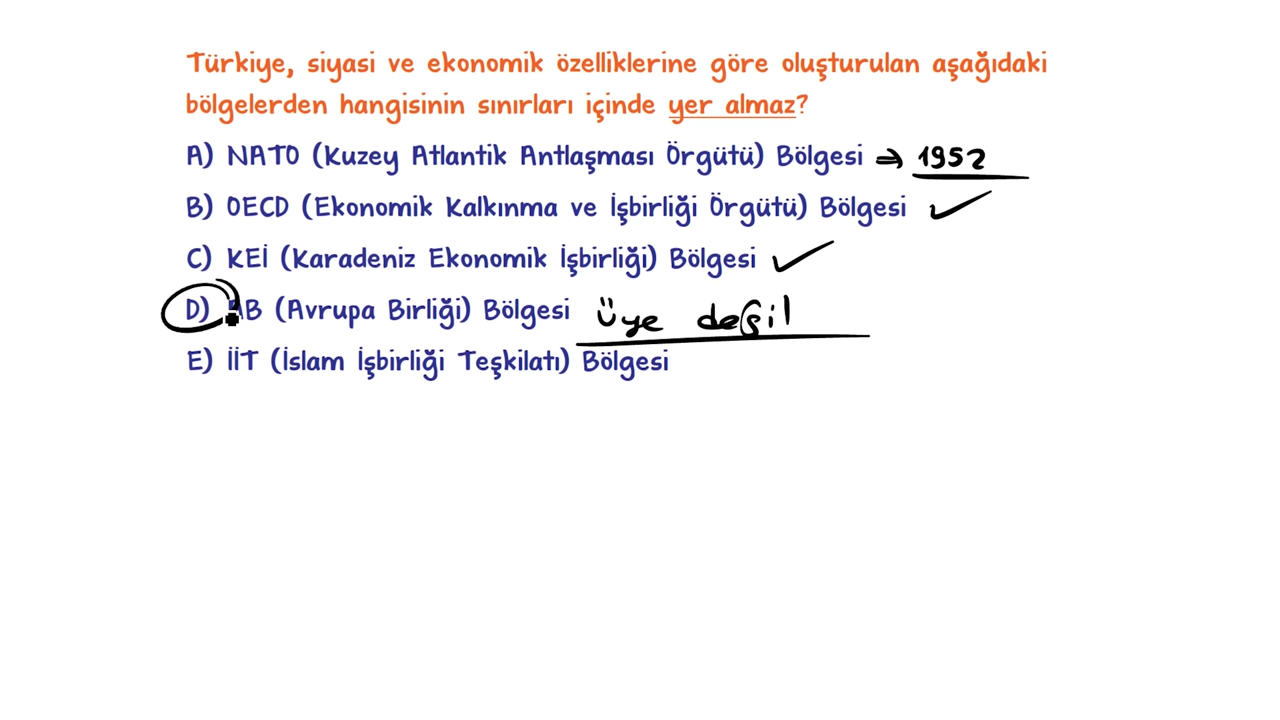 Türkiye, siyasi ve ekonomik özelliklerine göre oluşturulan aşağıdaki
bölgelerden hangisinin sınırları içinde yer almaz?
A) NATO (Kuzey Atlantik Antlaşması Örgütü) Bölgesi ⇒ 1952
B) OECD (Ekonomik Kalkınma ve İşbirliği Örgütü) Bölgesi ✓
C) KEİ (Karadeniz Ekonomik İşbirliği) Bölgesi ✓
D) AB (Avrupa Birliği) Bölgesi üye değil
E) İİT (İslam İşbirliği Teşkilatı) Bölgesi